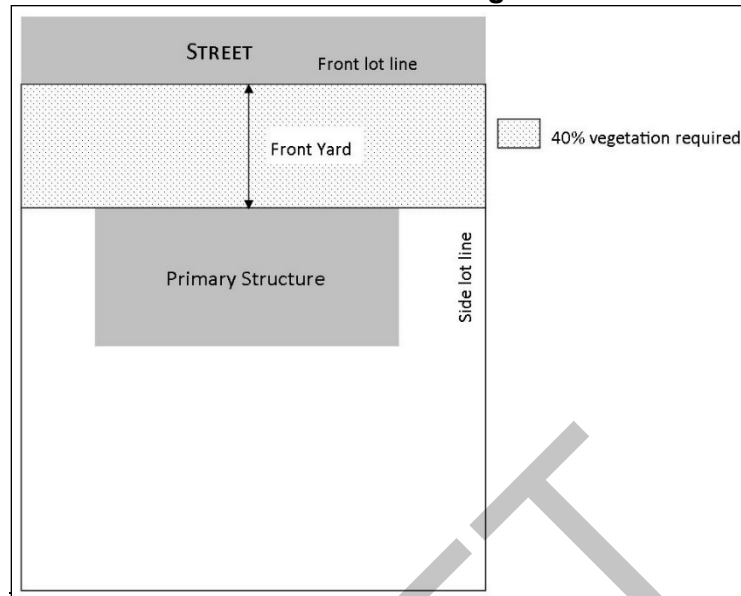 STREET
Front lot line
Front Yard
40% vegetation required
Primary Structure
Side lot line